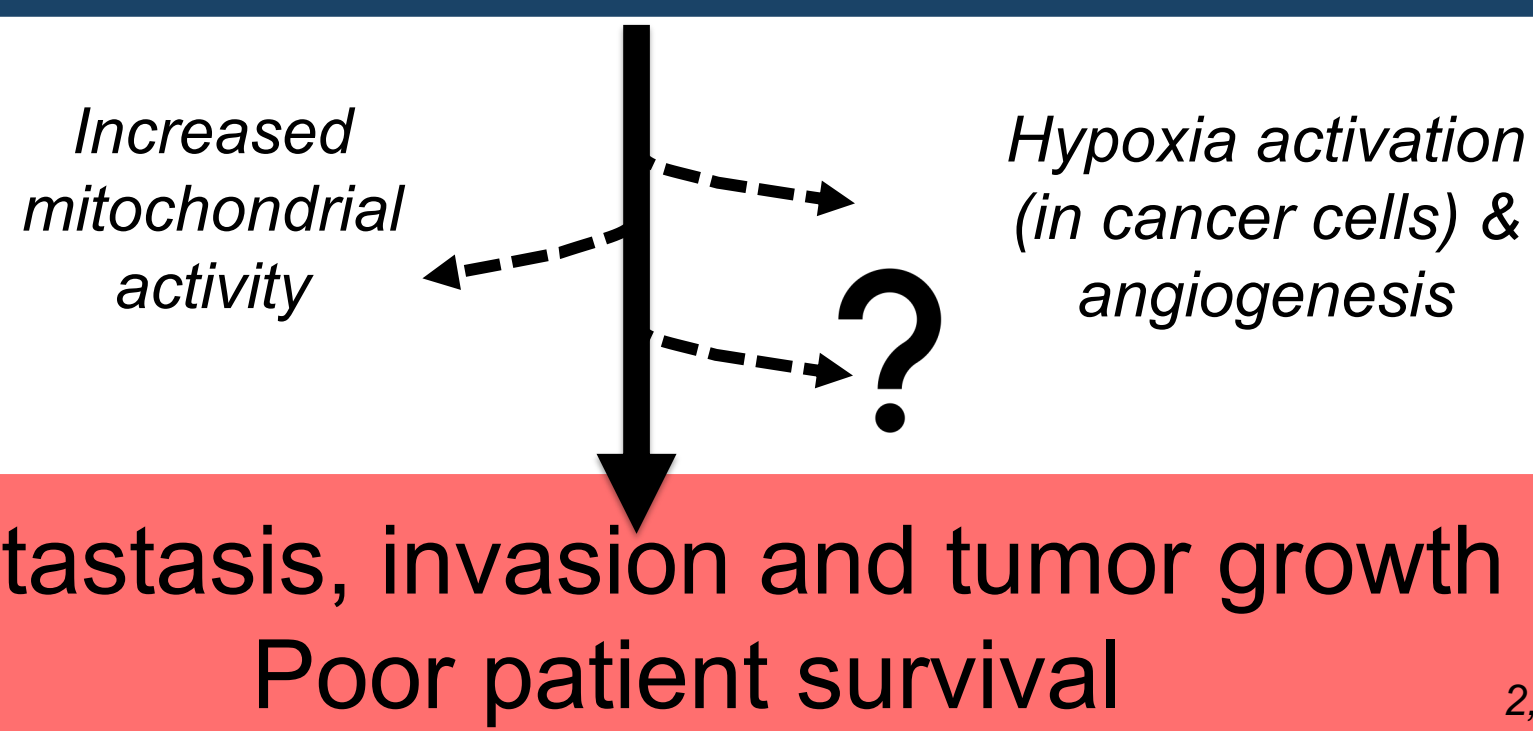 Increased
mitochondrial
activity
Hypoxia activation
(in cancer cells) &
angiogenesis
?
tastasis, invasion and tumor growth
Poor patient survival
2,